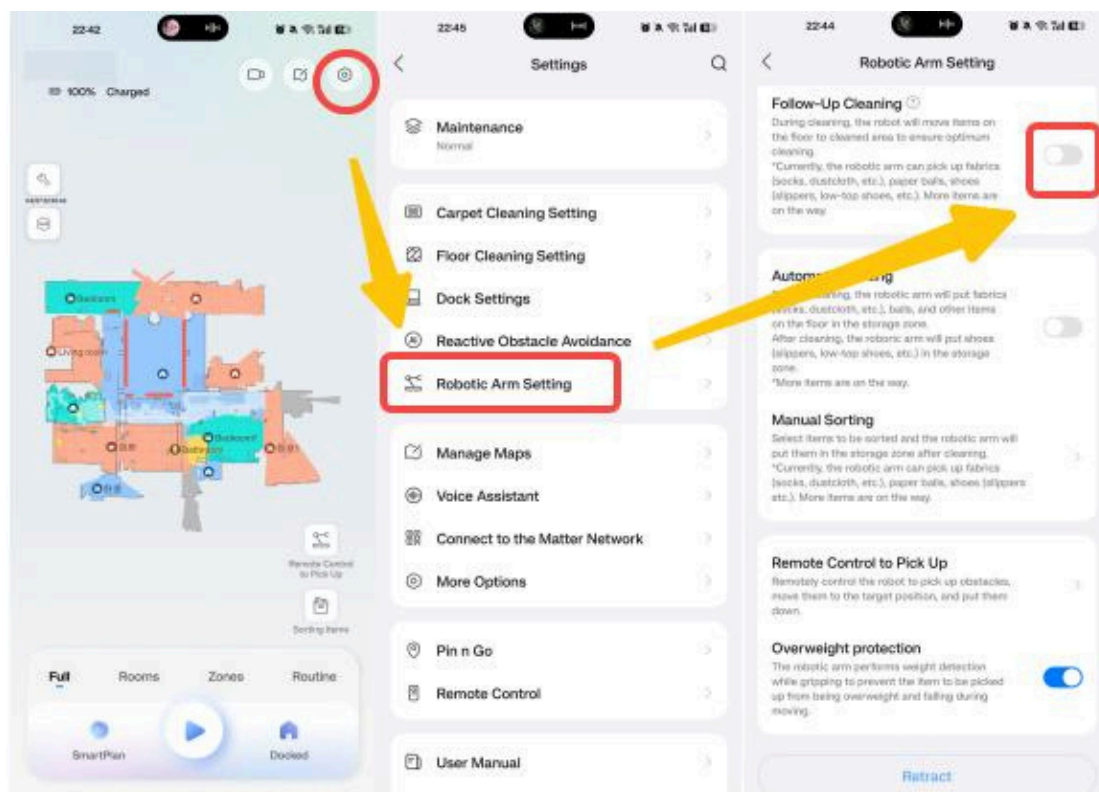 22:42
100% Charged
Bedroom
Living room
Bedroom
Bathroom
Remote Control
to Pick Up
Sorting Items
Full
Rooms
Zones
Routine
SmartPlan
Docked
22:45
Settings
Maintenance
Normal
Carpet Cleaning Setting
Floor Cleaning Setting
Dock Settings
Reactive Obstacle Avoidance
Robotic Arm Setting
Manage Maps
Voice Assistant
Connect to the Matter Network
More Options
Pin n Go
Remote Control
User Manual
22:44
Robotic Arm Setting
Follow-Up Cleaning
During cleaning, the robot will move items on
the floor to cleaned area to ensure optimum
cleaning.
*Currently, the robotic arm can pick up fabrics
(socks, dustcloth, etc.), paper balls, shoes
(slippers, low-top shoes, etc.). More items are
on the way.
cleaning, the robotic arm will put fabrics
(socks, dustcloth, etc.), balls, and other items
on the floor in the storage zone.
After cleaning, the robotic arm will put shoes
(slippers, low-top shoes, etc.) in the storage
zone.
*More items are on the way.
Manual Sorting
Select items to be sorted and the robotic arm will
put them in the storage zone after cleaning.
*Currently, the robotic arm can pick up fabrics
(socks, dustcloth, etc.), paper balls, shoes (slippers
etc.). More items are on the way.
Remote Control to Pick Up
Remotely control the robot to pick up obstacles,
move them to the target position, and put them
down.
Overweight protection
The robotic arm performs weight detection
while gripping to prevent the item to be picked
up from being overweight and falling during
moving.
Retract